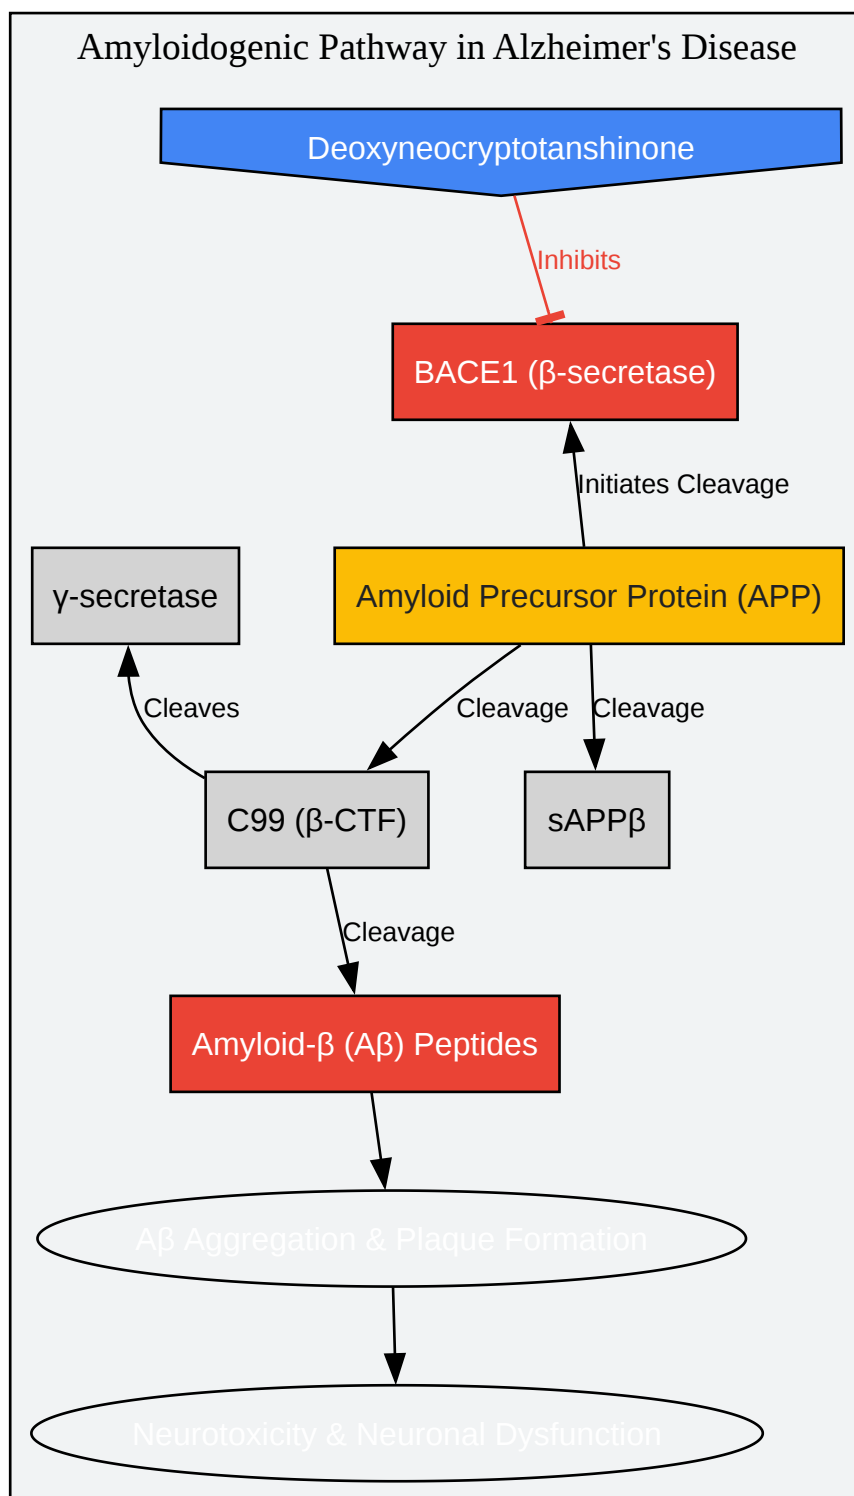 Amyloidogenic Pathway in Alzheimer's Disease
Deoxyneocryptotanshinone
Inhibits
BACE1 (β-secretase)
Initiates Cleavage
γ-secretase
Amyloid Precursor Protein (APP)
Cleaves
Cleavage
Cleavage
C99 (β-CTF)
sAPPβ
Cleavage
Amyloid-β (Aβ) Peptides
Aβ Aggregation & Plaque Formation
Neurotoxicity & Neuronal Dysfunction